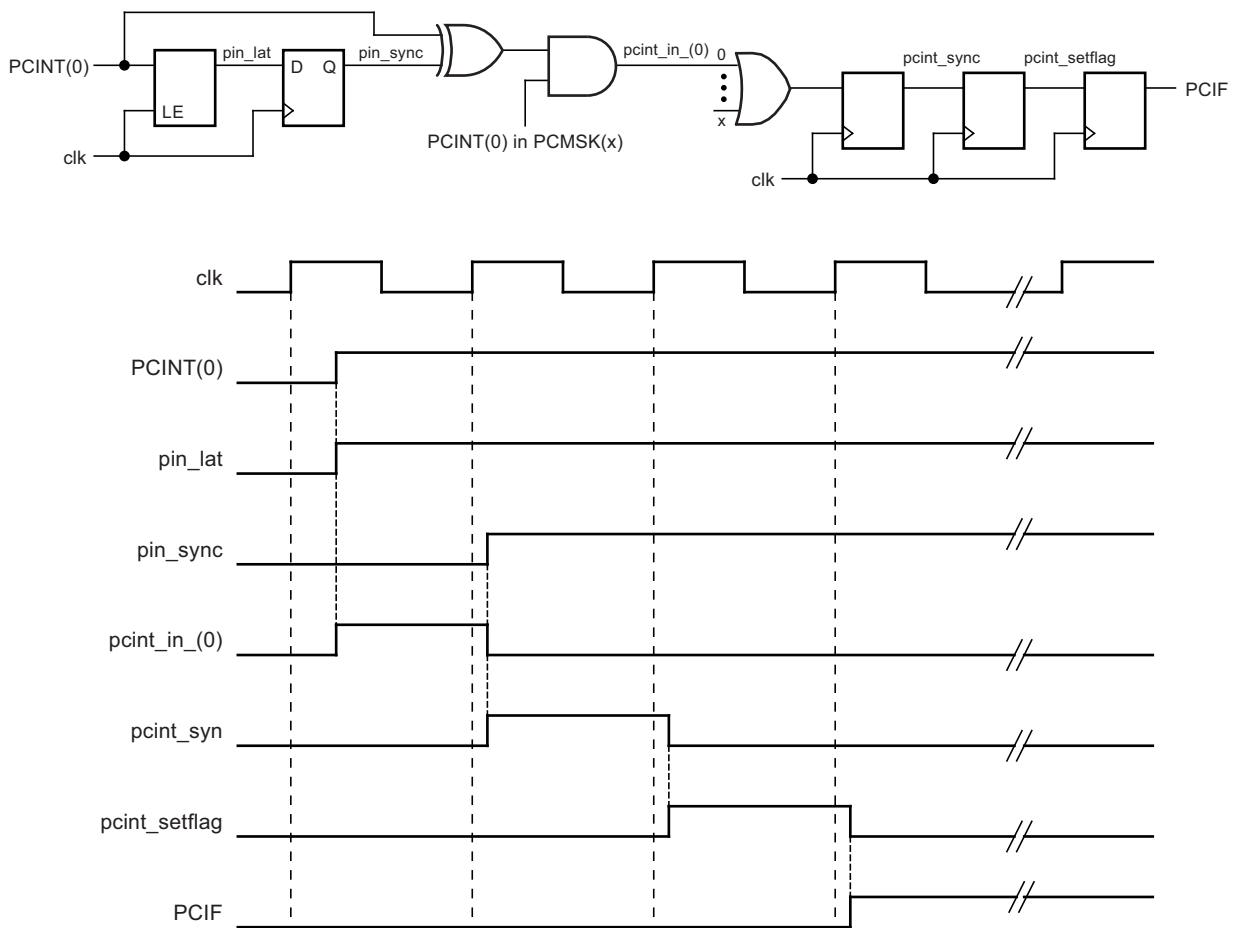 pin_lat
pin_sync
pcint_in_(0)
0
pcint_sync
pcint_setflag
PCINT(0)
D Q
PCIF
LE
x
PCINT(0) in PCMSK(x)
clk
clk
clk
PCINT(0)
pin_lat
pin_sync
pcint_in_(0)
pcint_syn
pcint_setflag
PCIF